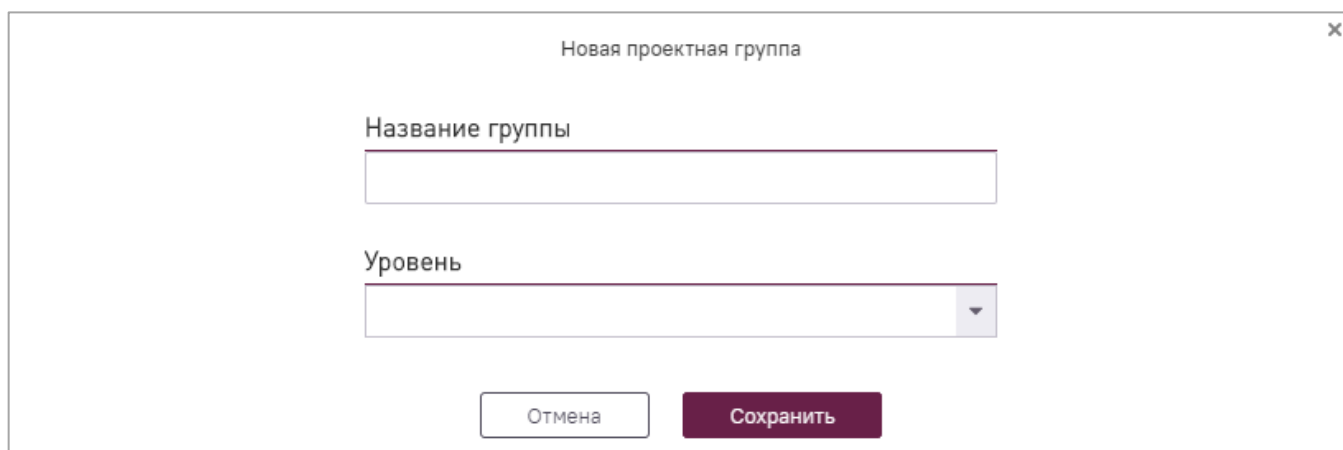 Новая проектная группа
Название группы
Уровень
Отмена
Сохранить